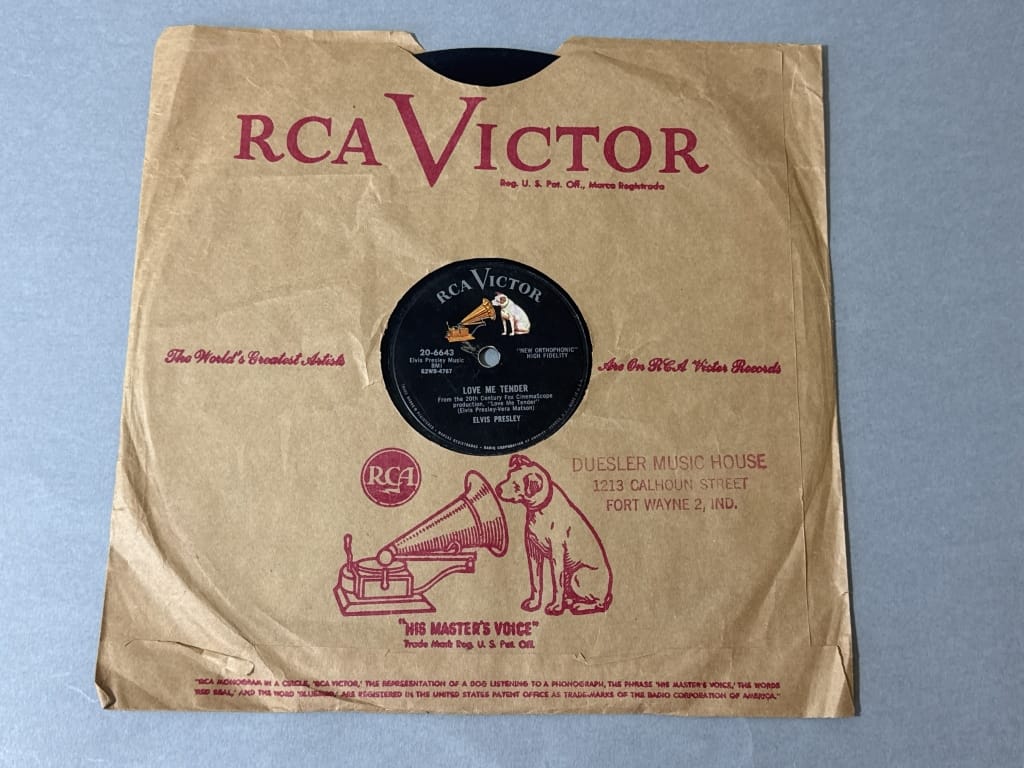 RCA VICTOR
Reg. U. S. Pat. Off., Marca Registrada
RCA VICTOR
20-6643
Elvis Presley Music
BMI
E2WB-4767
"NEW ORTHOPHONIC"
HIGH FIDELITY
The World's Greatest Artists
Are On RCA Victor Records
LOVE ME TENDER
From the 20th Century Fox CinemaScope
production, "Love Me Tender"
(Elvis Presley-Vera Matson)
ELVIS PRESLEY
RCA
DUESLER MUSIC HOUSE
1213 CALHOUN STREET
FORT WAYNE 2, IND.
"HIS MASTER'S VOICE"
Trade Mark Reg. U. S. Pat. Off.
"RCA MONOGRAM IN A CIRCLE, 'RCA VICTOR,' THE REPRESENTATION OF A DOG LISTENING TO A PHONOGRAPH, THE PHRASE 'HIS MASTER'S VOICE,' THE WORDS
'RED SEAL,' AND THE WORD 'BLUEBIRD,' ARE REGISTERED IN THE UNITED STATES PATENT OFFICE AS TRADE-MARKS OF THE RADIO CORPORATION OF AMERICA."